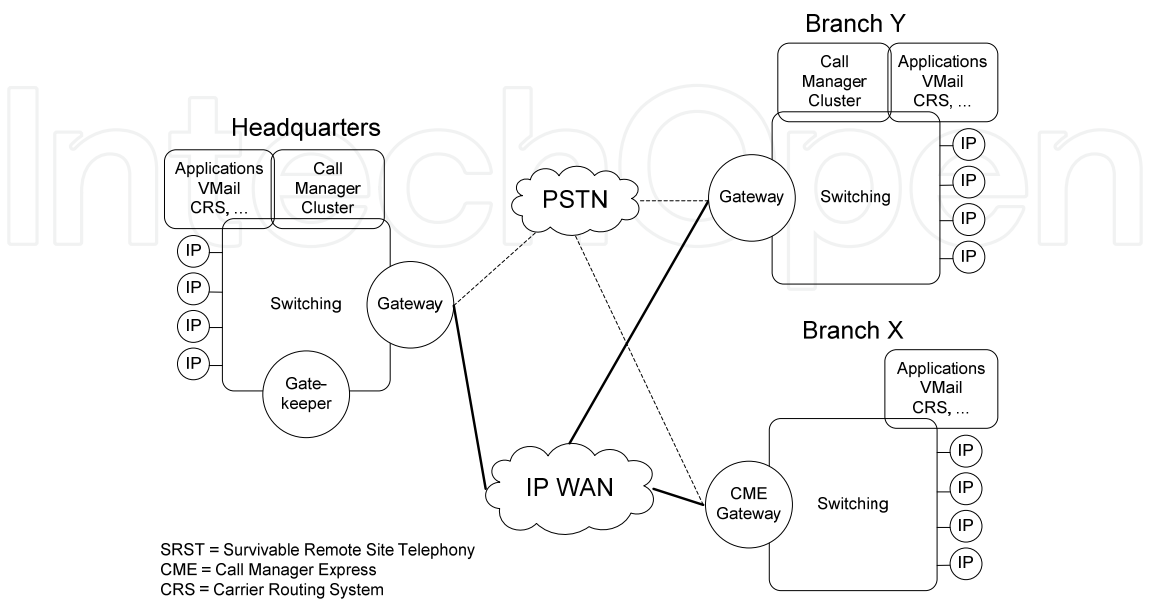 IntechOpen
Branch Y
Call
Manager
Cluster
Applications
VMail
CRS, ...
Gateway
Switching
IP
IP
IP
IP
Headquarters
Applications
VMail
CRS, ...
Call
Manager
Cluster
IP
IP
IP
IP
Switching
Gateway
Gate-
keeper
PSTN
IP WAN
Branch X
Applications
VMail
CRS, ...
CME
Gateway
Switching
IP
IP
IP
IP
SRST = Survivable Remote Site Telephony
CME = Call Manager Express
CRS = Carrier Routing System